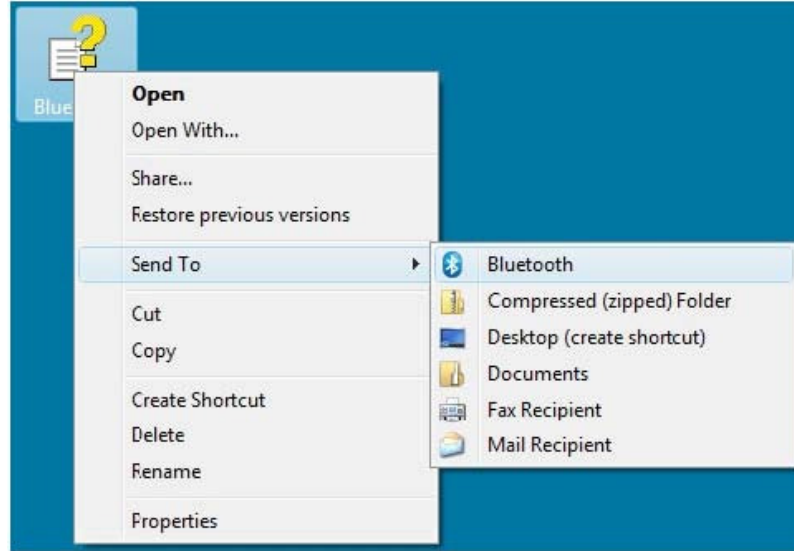 Blue
Open
Open With...
Share...
Restore previous versions
Send To
Cut
Copy
Create Shortcut
Delete
Rename
Properties
Bluetooth
Compressed (zipped) Folder
Desktop (create shortcut)
Documents
Fax Recipient
Mail Recipient